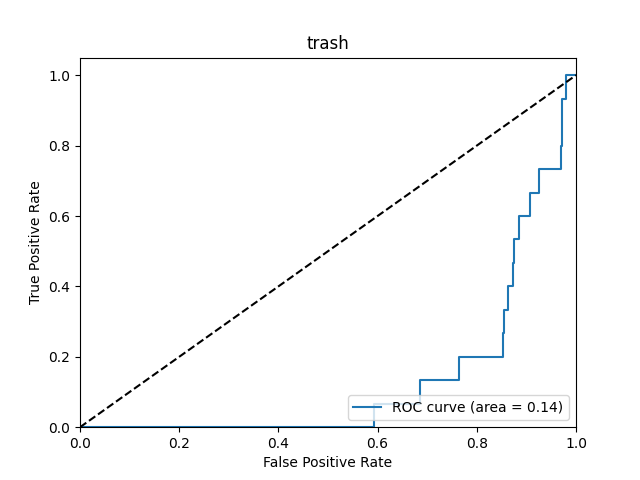 trash
1.0
0.8
0.6
0.4
0.2
0.0
True Positive Rate
ROC curve (area = 0.14)
0.0 0.2 0.4 0.6 0.8 1.0
False Positive Rate